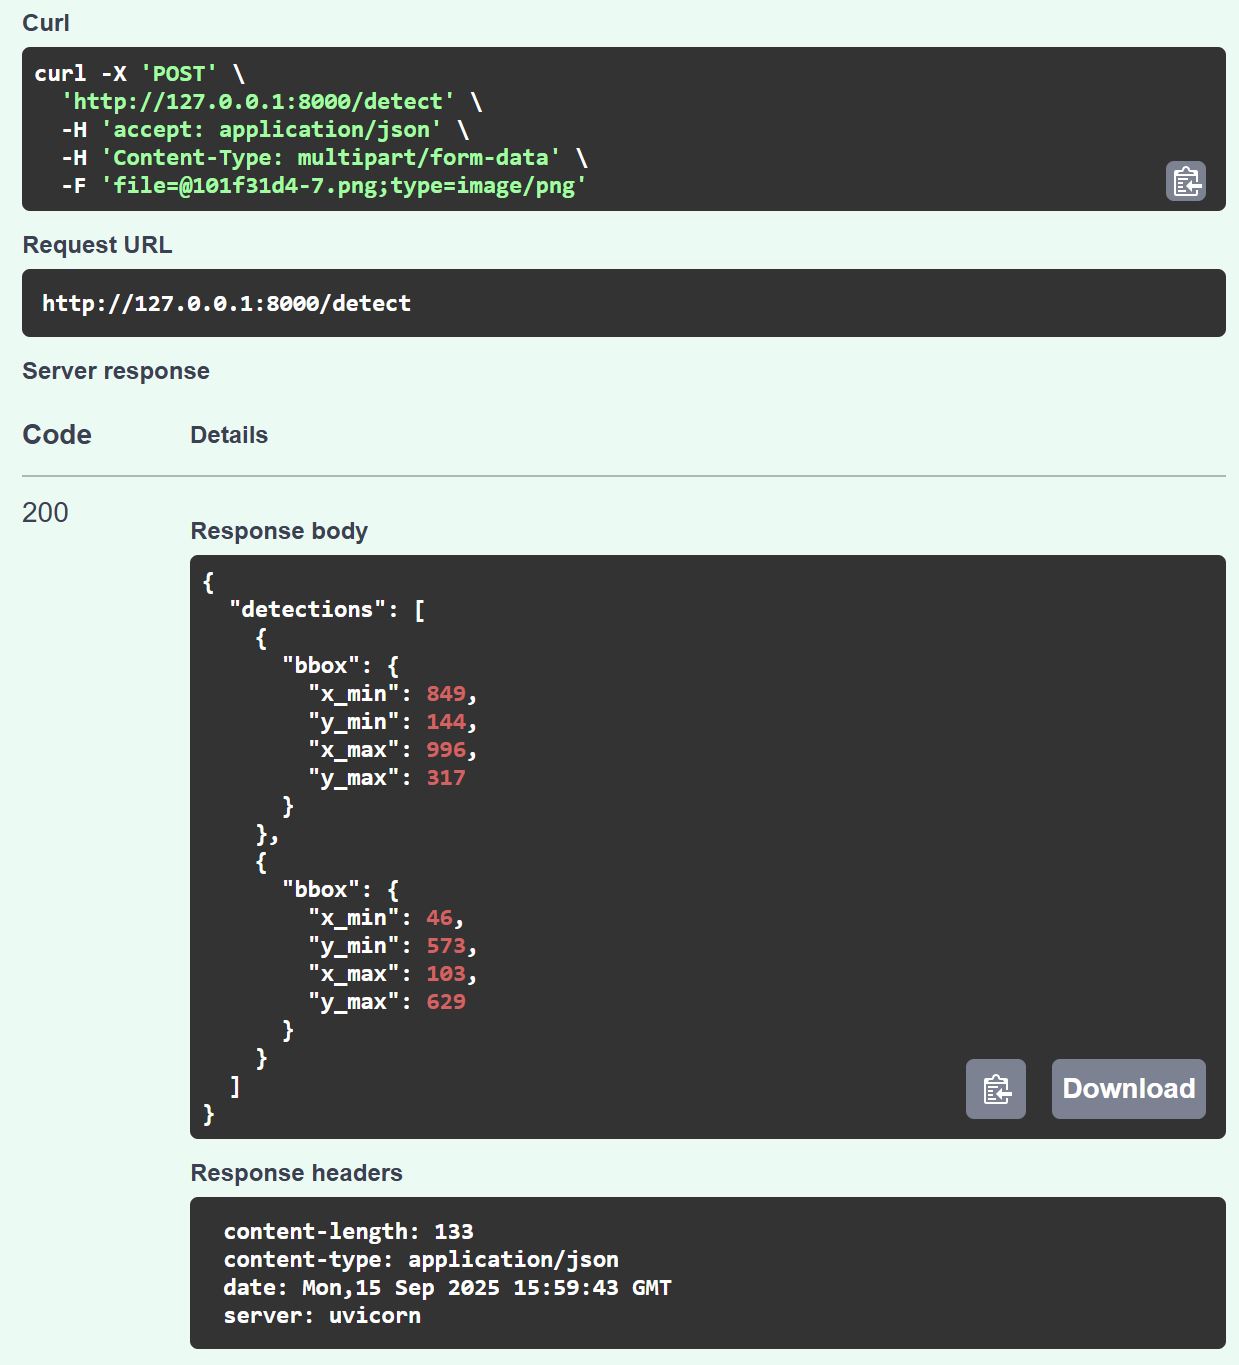 Curl
curl -X 'POST' \
  'http://127.0.0.1:8000/detect' \
  -H 'accept: application/json' \
  -H 'Content-Type: multipart/form-data' \
  -F 'file=@101f31d4-7.png;type=image/png'
Request URL
http://127.0.0.1:8000/detect
Server response
Code Details
200
Response body
{
  "detections": [
    {
      "bbox": {
        "x_min": 849,
        "y_min": 144,
        "x_max": 996,
        "y_max": 317
      }
    },
    {
      "bbox": {
        "x_min": 46,
        "y_min": 573,
        "x_max": 103,
        "y_max": 629
      }
    }
  ]
}
Download
Response headers
content-length: 133
content-type: application/json
date: Mon,15 Sep 2025 15:59:43 GMT
server: uvicorn